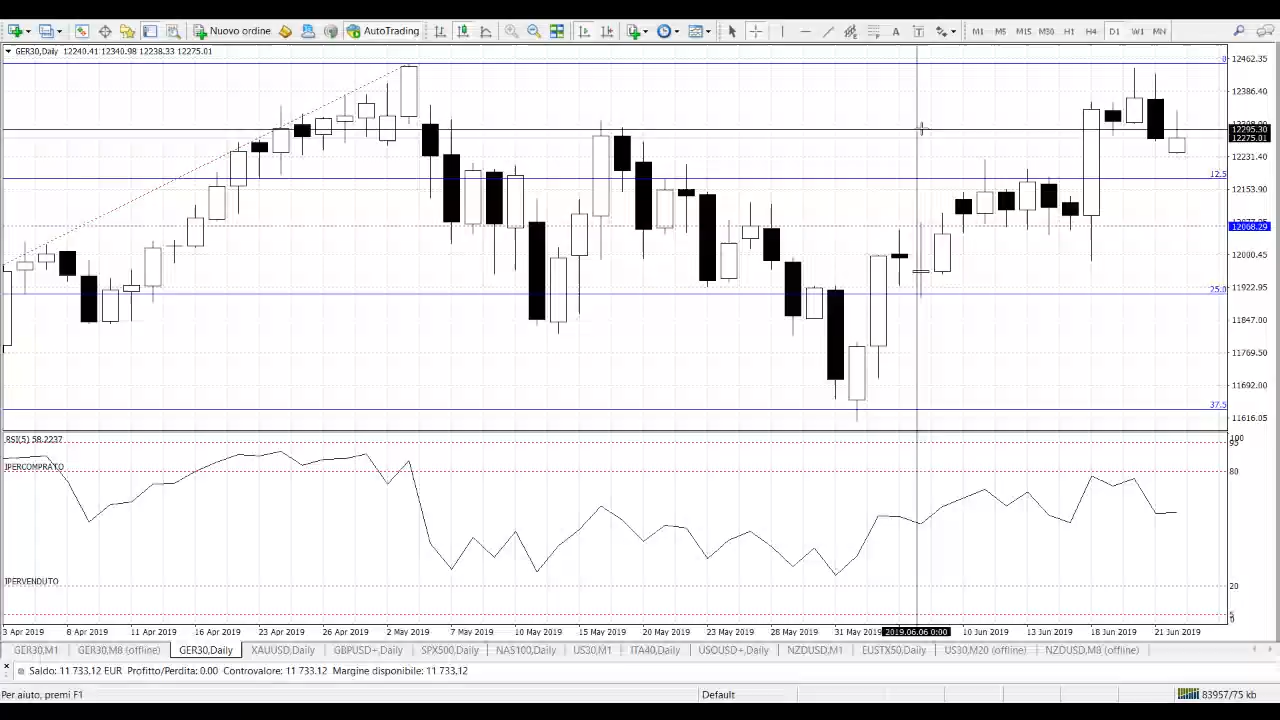 Nuovo ordine AutoTrading A T M1 M5 M15 M30 H1 H4 D1 W1 MN
GER30,Daily 12240.41 12340.98 12238.33 12275.01
0
12462.35
12386.40
12295.30
12275.01
12231.40
12.5
12153.90
12068.29
12000.45
25.0
11922.95
11847.00
11769.50
11692.00
37.5
11616.05
RSI(5) 58.2237
100
95
IPERCOMPRATO
80
IPERVENDUTO
20
5
3 Apr 2019 8 Apr 2019 11 Apr 2019 16 Apr 2019 23 Apr 2019 26 Apr 2019 2 May 2019 7 May 2019 10 May 2019 15 May 2019 20 May 2019 23 May 2019 28 May 2019 31 May 2019 2019.06.06 0:00 10 Jun 2019 13 Jun 2019 18 Jun 2019 21 Jun 2019
GER30,M1 GER30,M8 (offline) GER30,Daily XAUUSD,Daily GBPUSD+,Daily SPX500,Daily NAS100,Daily US30,M1 ITA40,Daily USOUSD+,Daily NZDUSD,M1 EUSTX50,Daily US30,M20 (offline) NZDUSD,M8 (offline)
Saldo: 11 733.12 EUR Profitto/Perdita: 0.00 Controvalore: 11 733.12 Margine disponibile: 11 733.12
Per aiuto, premi F1 Default 83957/75 kb